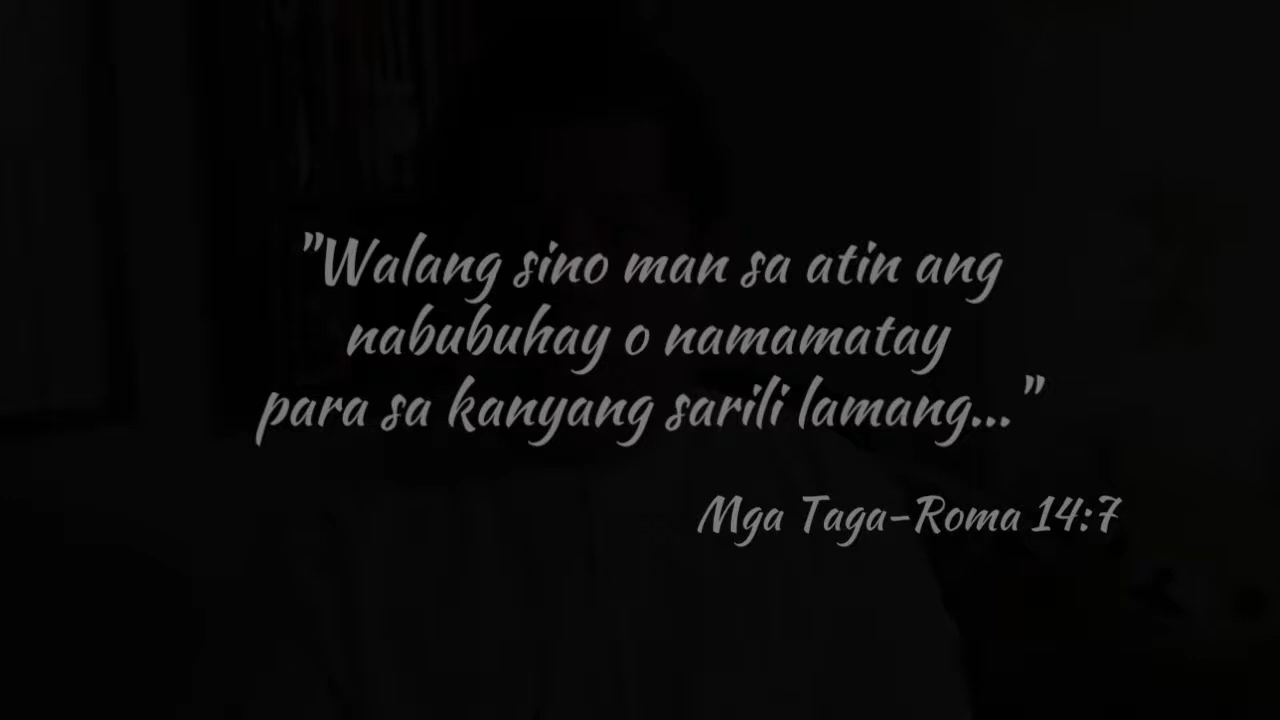 "Walang sino man sa atin ang
nabubuhay o namamatay
para sa kanyang sarili lamang..."
Mga Taga-Roma 14:7